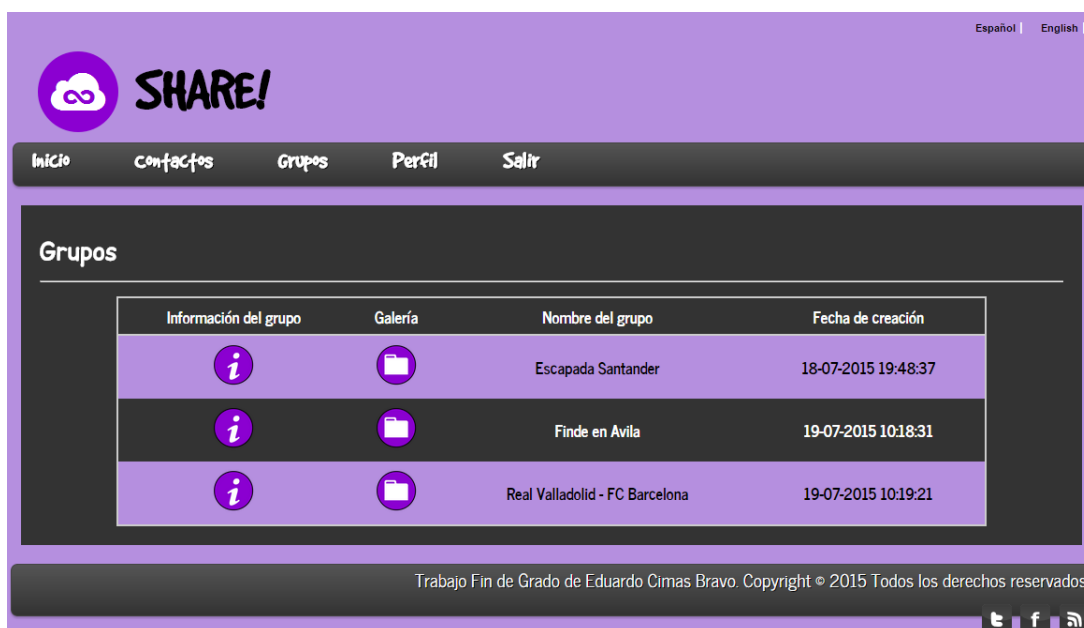 Español English
SHARE!
Inicio Contactos Grupos Perfil Salir
Grupos
Información del grupo Galería Nombre del grupo Fecha de creación
Escapada Santander 18-07-2015 19:48:37
Finde en Avila 19-07-2015 10:18:31
Real Valladolid - FC Barcelona 19-07-2015 10:19:21
Trabajo Fin de Grado de Eduardo Cimas Bravo. Copyright © 2015 Todos los derechos reservados